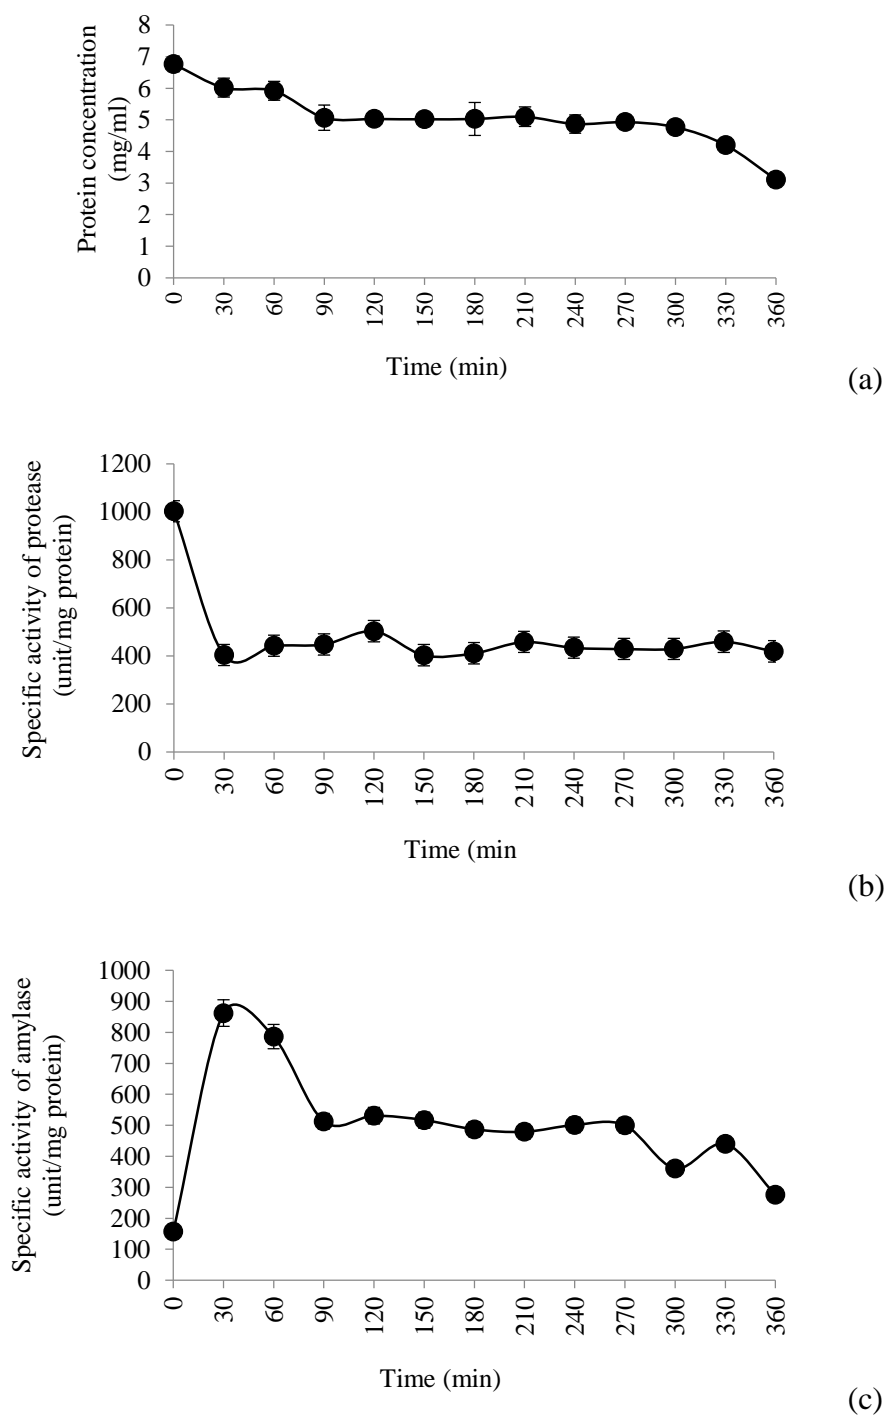 Protein concentration
(mg/ml)
8
7
6
5
4
3
2
1
0
0 30 60 90 120 150 180 210 240 270 300 330 360
Time (min)
(a)
Specific activity of protease
(unit/mg protein)
1200
1000
800
600
400
200
0
0 30 60 90 120 150 180 210 240 270 300 330 360
Time (min
(b)
Specific activity of amylase
(unit/mg protein)
1000
900
800
700
600
500
400
300
200
100
0
0 30 60 90 120 150 180 210 240 270 300 330 360
Time (min)
(c)